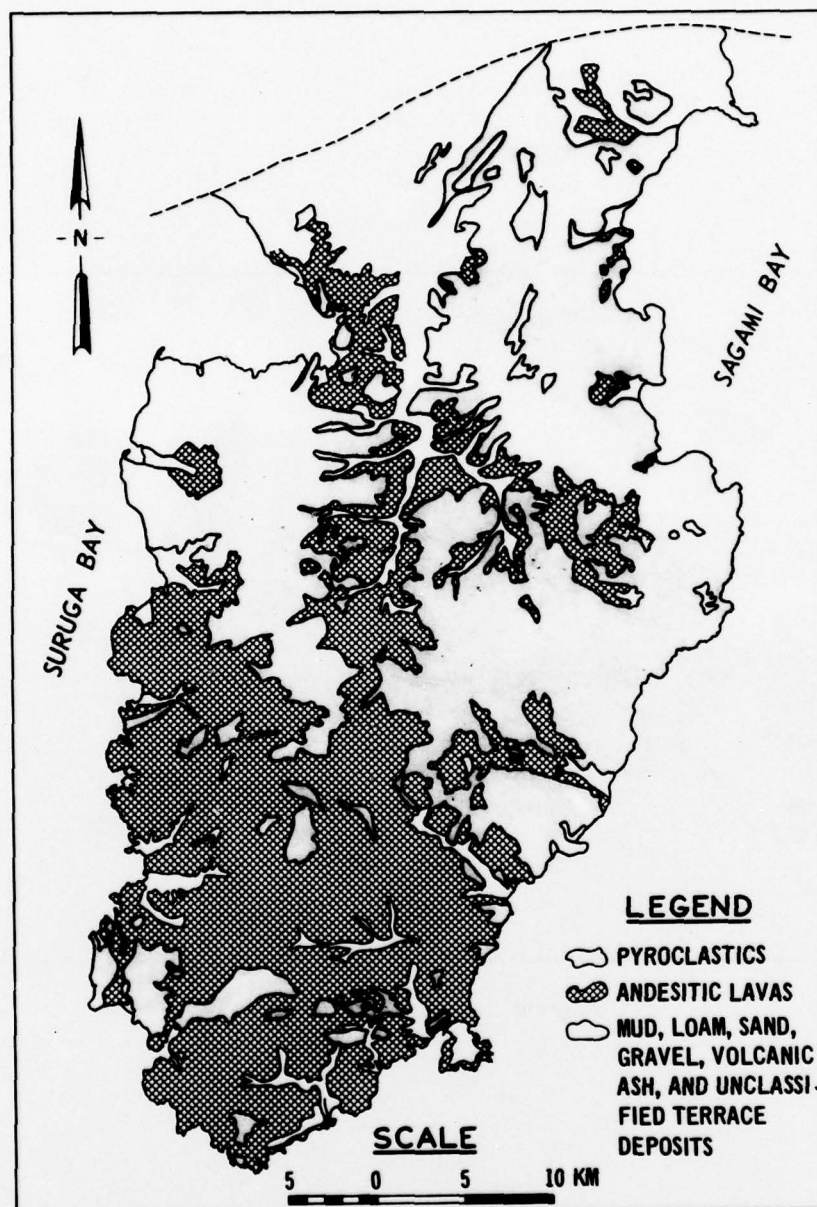 N
SAGAMI BAY
SURUGA BAY
LEGEND
PYROCLASTICS
ANDESITIC LAVAS
MUD, LOAM, SAND,
GRAVEL, VOLCANIC
ASH, AND UNCLASSI-
FIED TERRACE
DEPOSITS
SCALE
5 0 5 10 KM